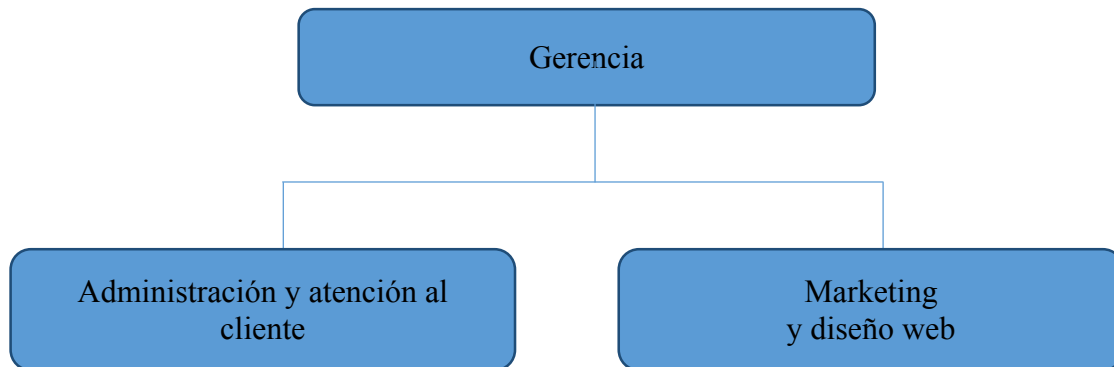 Gerencia
Administración y atención al
cliente
Marketing
y diseño web